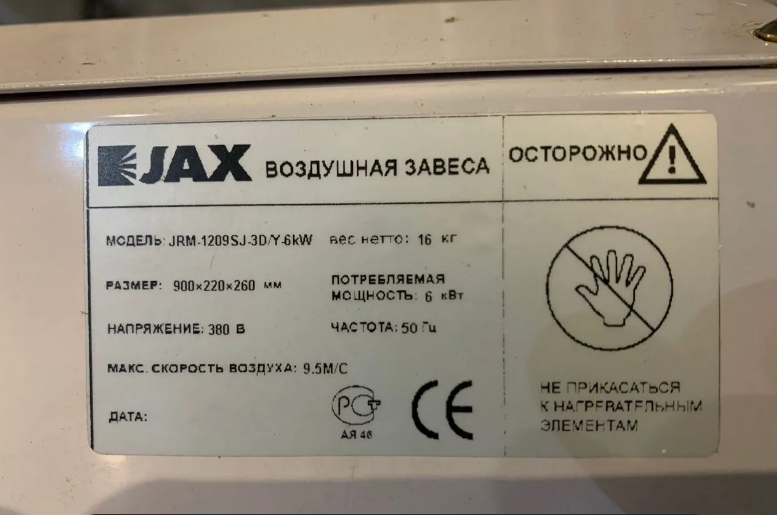 JAX ВОЗДУШНАЯ ЗАВЕСА
ОСТОРОЖНО
МОДЕЛЬ: JRM-1209SJ-3D/Y-6kW
вес нетто: 16 кг
РАЗМЕР: 900×220×260 мм
ПОТРЕБЛЯЕМАЯ
МОЩНОСТЬ: 6 кВт
НАПРЯЖЕНИЕ: 380 В
ЧАСТОТА: 50 Гц
МАКС. СКОРОСТЬ ВОЗДУХА: 9.5М/С
ДАТА:
РСТ
АЯ 46
CE
НЕ ПРИКАСАТЬСЯ
К НАГРЕВАТЕЛЬНЫМ
ЭЛЕМЕНТАМ